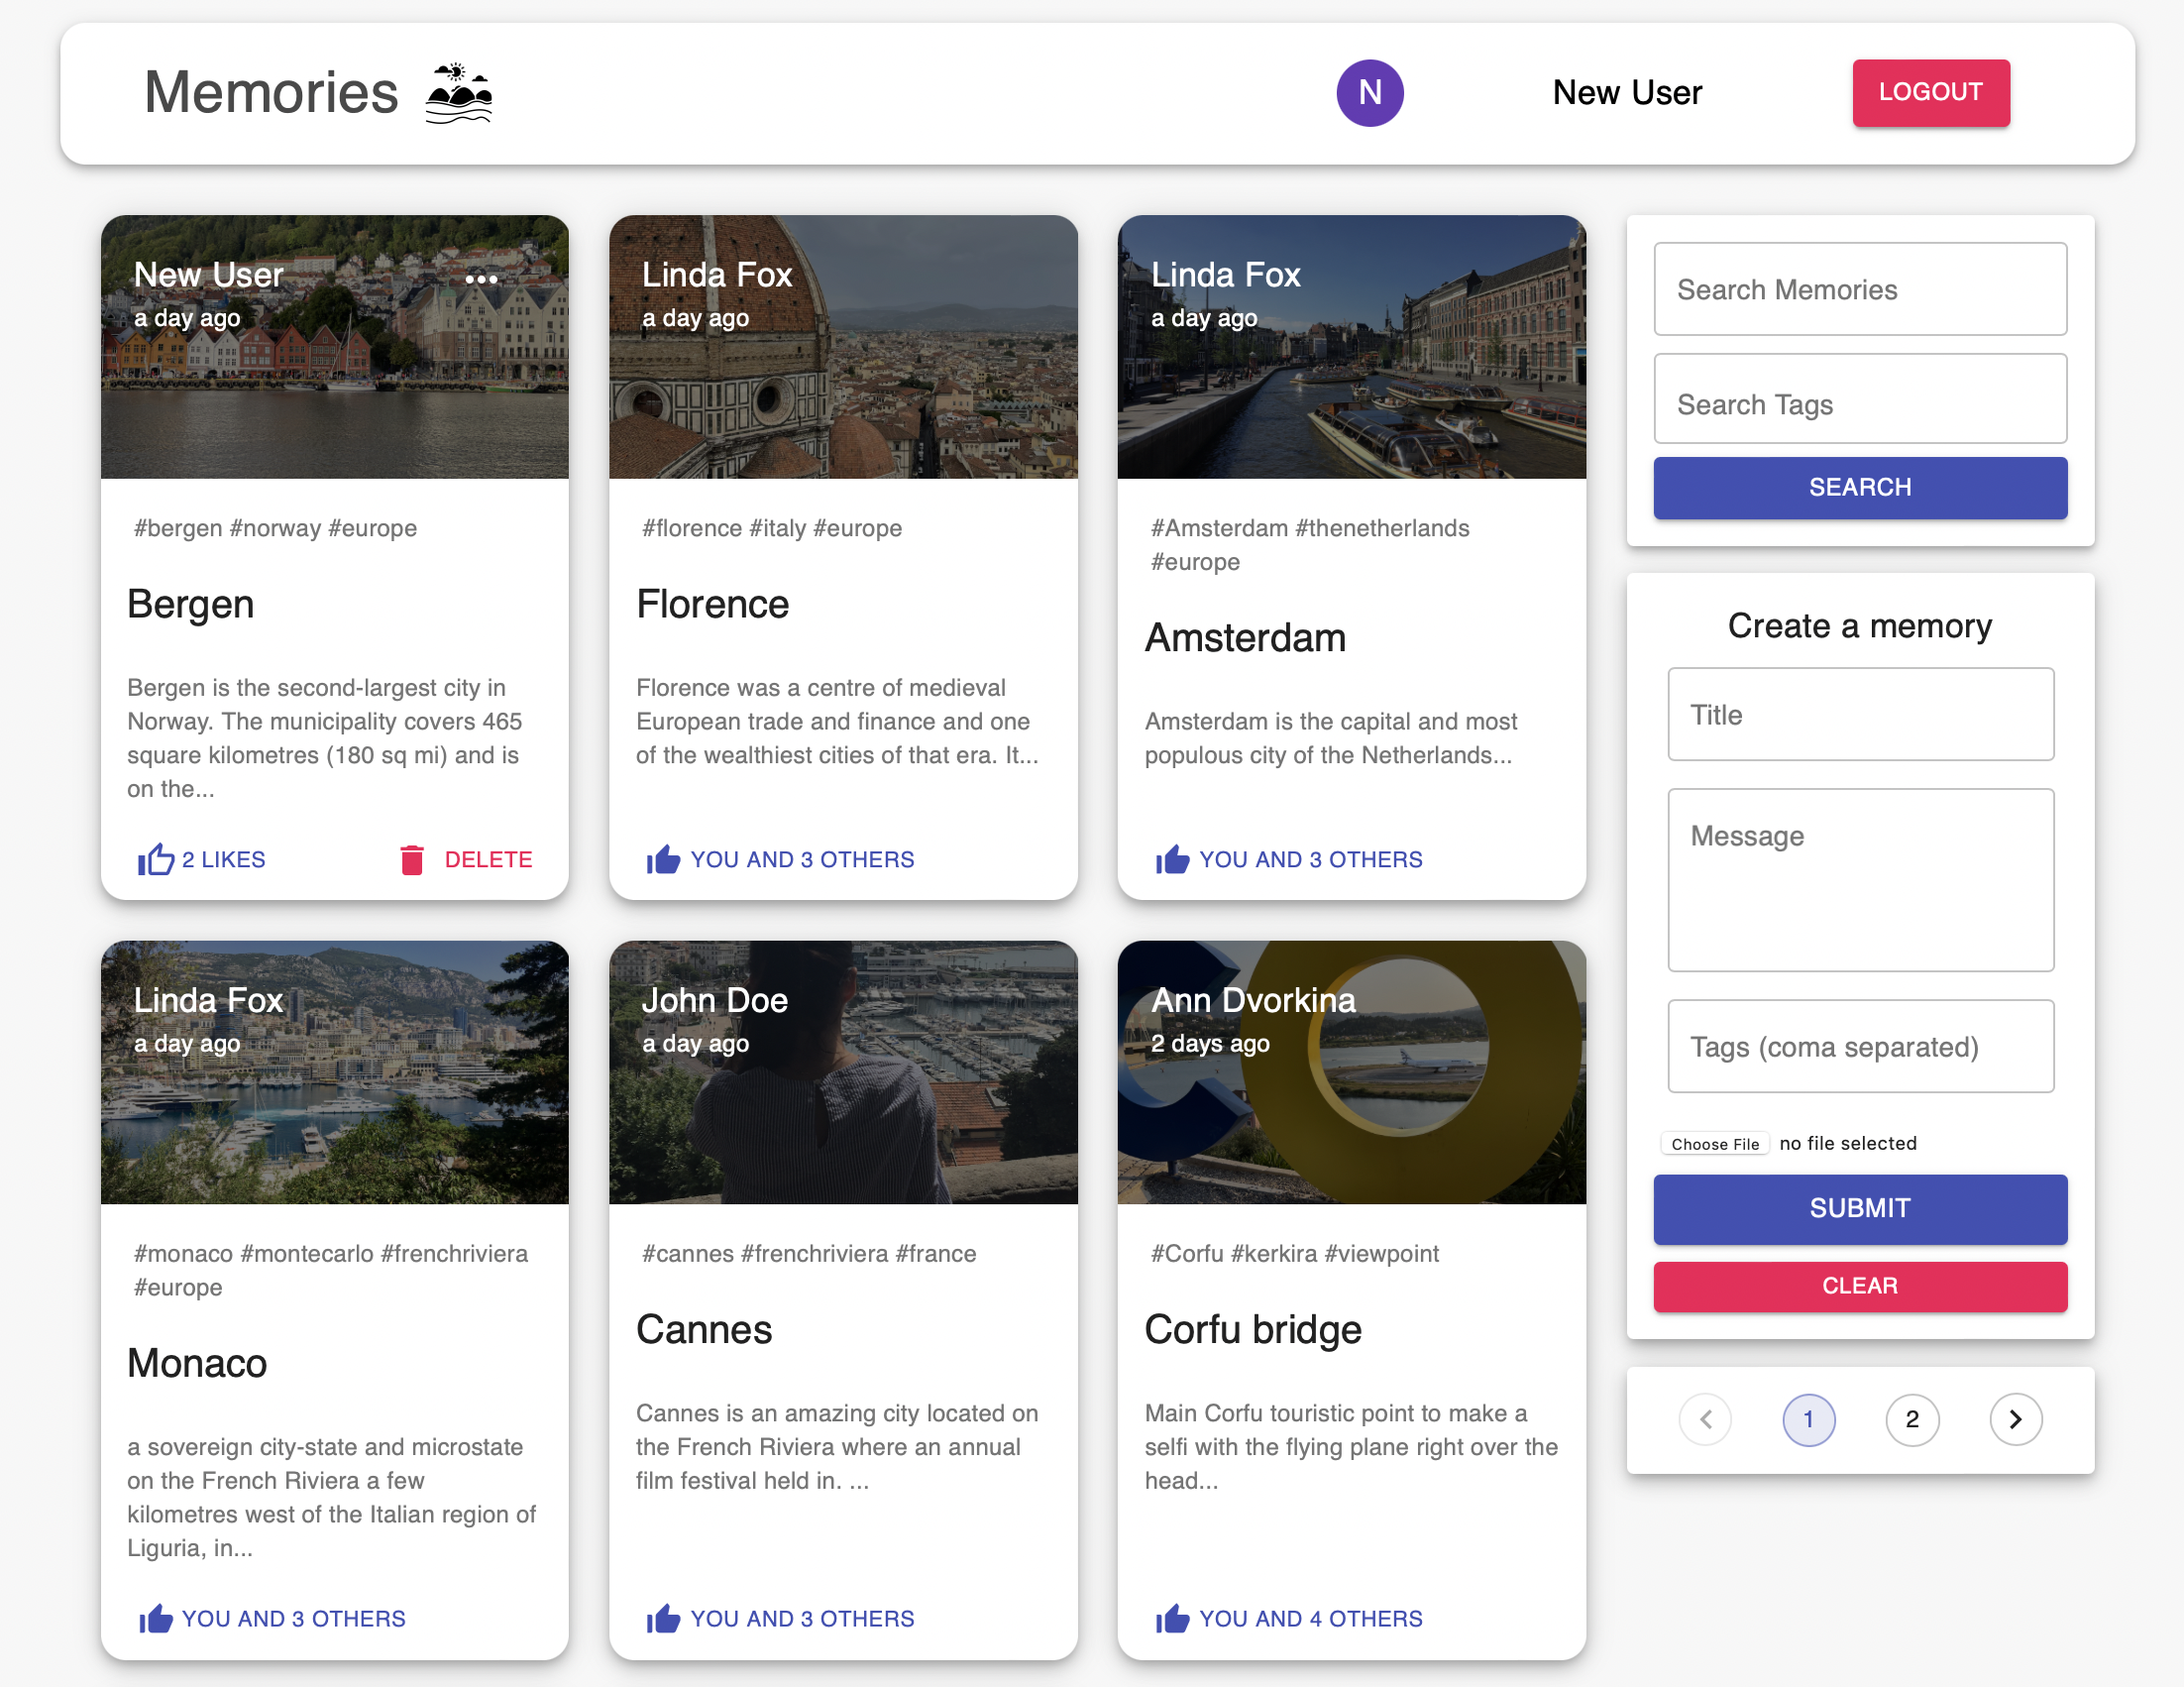 Memories
N
New User
LOGOUT
New User
•••
a day ago
#bergen #norway #europe
Bergen
Bergen is the second-largest city in
Norway. The municipality covers 465
square kilometres (180 sq mi) and is
on the...
2 LIKES
DELETE
Linda Fox
a day ago
#florence #italy #europe
Florence
Florence was a centre of medieval
European trade and finance and one
of the wealthiest cities of that era. It...
YOU AND 3 OTHERS
Linda Fox
a day ago
#Amsterdam #thenetherlands
#europe
Amsterdam
Amsterdam is the capital and most
populous city of the Netherlands...
YOU AND 3 OTHERS
Linda Fox
a day ago
#monaco #montecarlo #frenchriviera
#europe
Monaco
a sovereign city-state and microstate
on the French Riviera a few
kilometres west of the Italian region of
Liguria, in...
YOU AND 3 OTHERS
John Doe
a day ago
#cannes #frenchriviera #france
Cannes
Cannes is an amazing city located on
the French Riviera where an annual
film festival held in. ...
YOU AND 3 OTHERS
Ann Dvorkina
2 days ago
#Corfu #kerkira #viewpoint
Corfu bridge
Main Corfu touristic point to make a
selfi with the flying plane right over the
head...
YOU AND 4 OTHERS
Search Memories
Search Tags
SEARCH
Create a memory
Title
Message
Tags (coma separated)
Choose File no file selected
SUBMIT
CLEAR
1
2